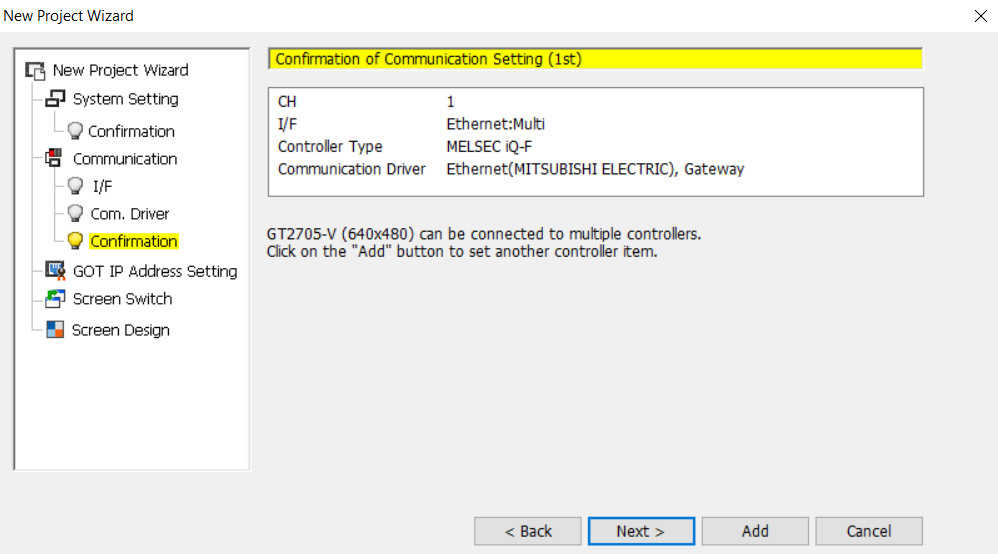 New Project Wizard
New Project Wizard
System Setting
Confirmation
Communication
I/F
Com. Driver
Confirmation
GOT IP Address Setting
Screen Switch
Screen Design
Confirmation of Communication Setting (1st)
CH 1
I/F Ethernet:Multi
Controller Type MELSEC iQ-F
Communication Driver Ethernet(MITSUBISHI ELECTRIC), Gateway
GT2705-V (640x480) can be connected to multiple controllers.
Click on the "Add" button to set another controller item.
< Back Next > Add Cancel